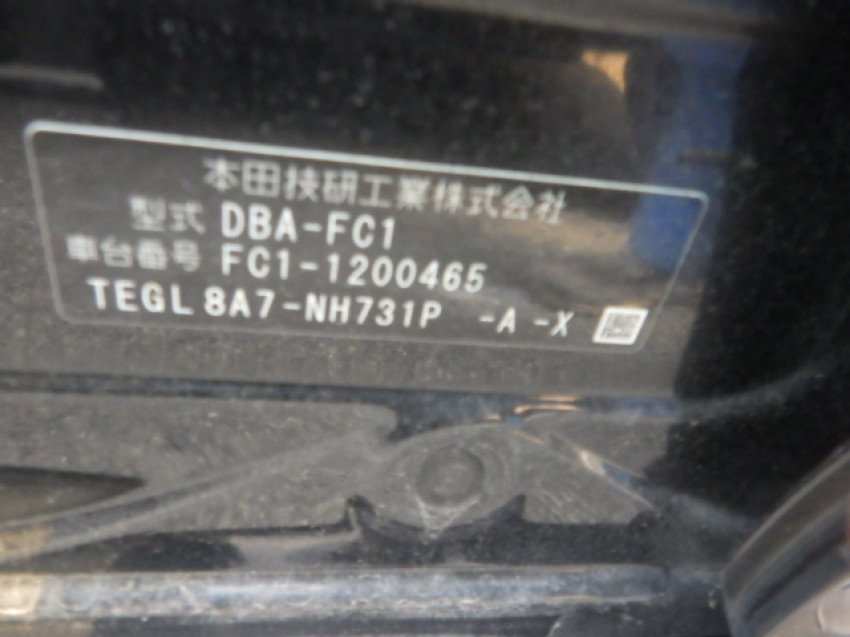 本田技研工業株式会社
型式 DBA-FC1
車台番号 FC1-1200465
TEGL 8A7-NH731P -A -X